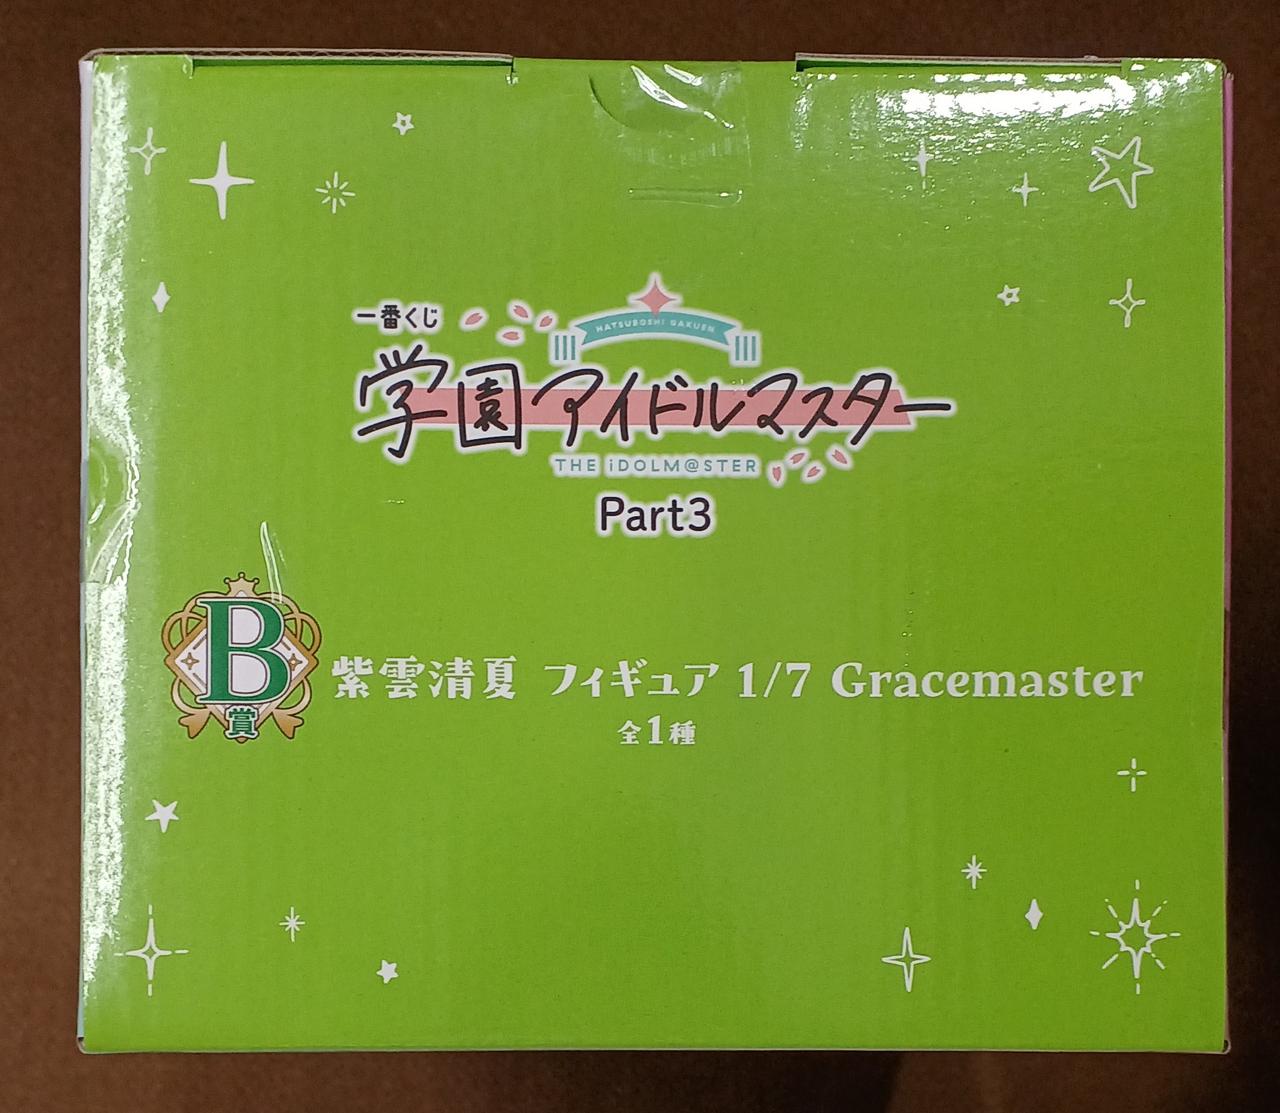 一番くじ
HATSUBOSHI GAKUEN
学園アイドルマスター
THE iDOLM@STER
Part3
B賞
紫雲清夏 フィギュア 1/7 Gracemaster
全1種